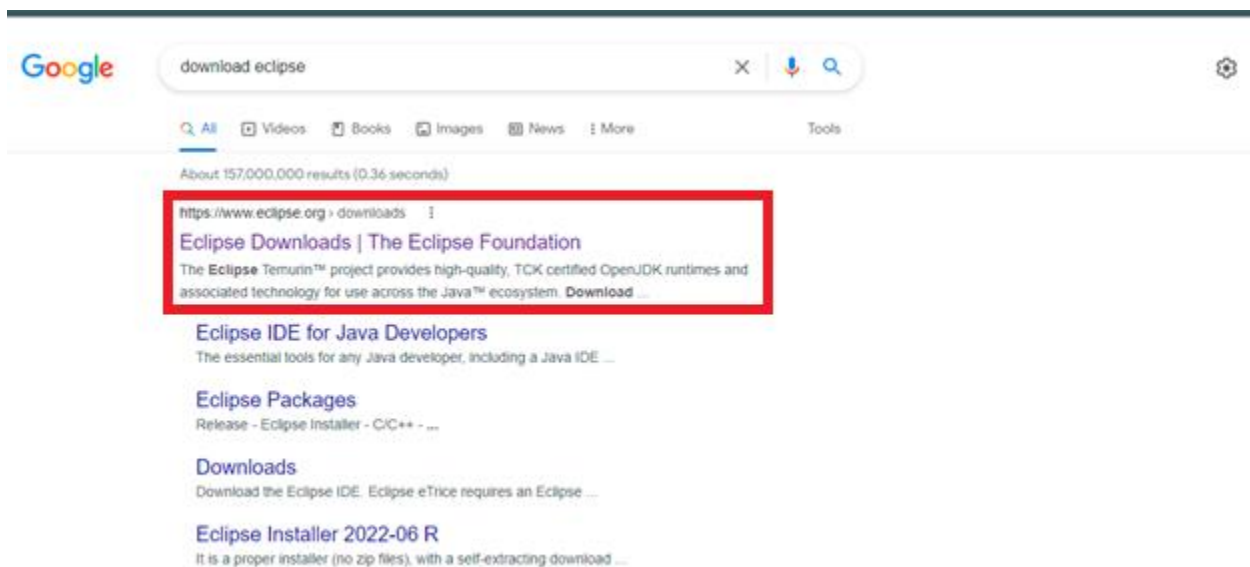 Google
download eclipse
All Videos Books Images News More Tools
About 157,000,000 results (0.36 seconds)
https://www.eclipse.org › downloads
Eclipse Downloads | The Eclipse Foundation
The Eclipse Temurin™ project provides high-quality, TCK certified OpenJDK runtimes and
associated technology for use across the Java™ ecosystem. Download ...
Eclipse IDE for Java Developers
The essential tools for any Java developer, including a Java IDE ...
Eclipse Packages
Release - Eclipse Installer - C/C++ - ...
Downloads
Download the Eclipse IDE. Eclipse eTrice requires an Eclipse ...
Eclipse Installer 2022-06 R
It is a proper installer (no zip files), with a self-extracting download ...